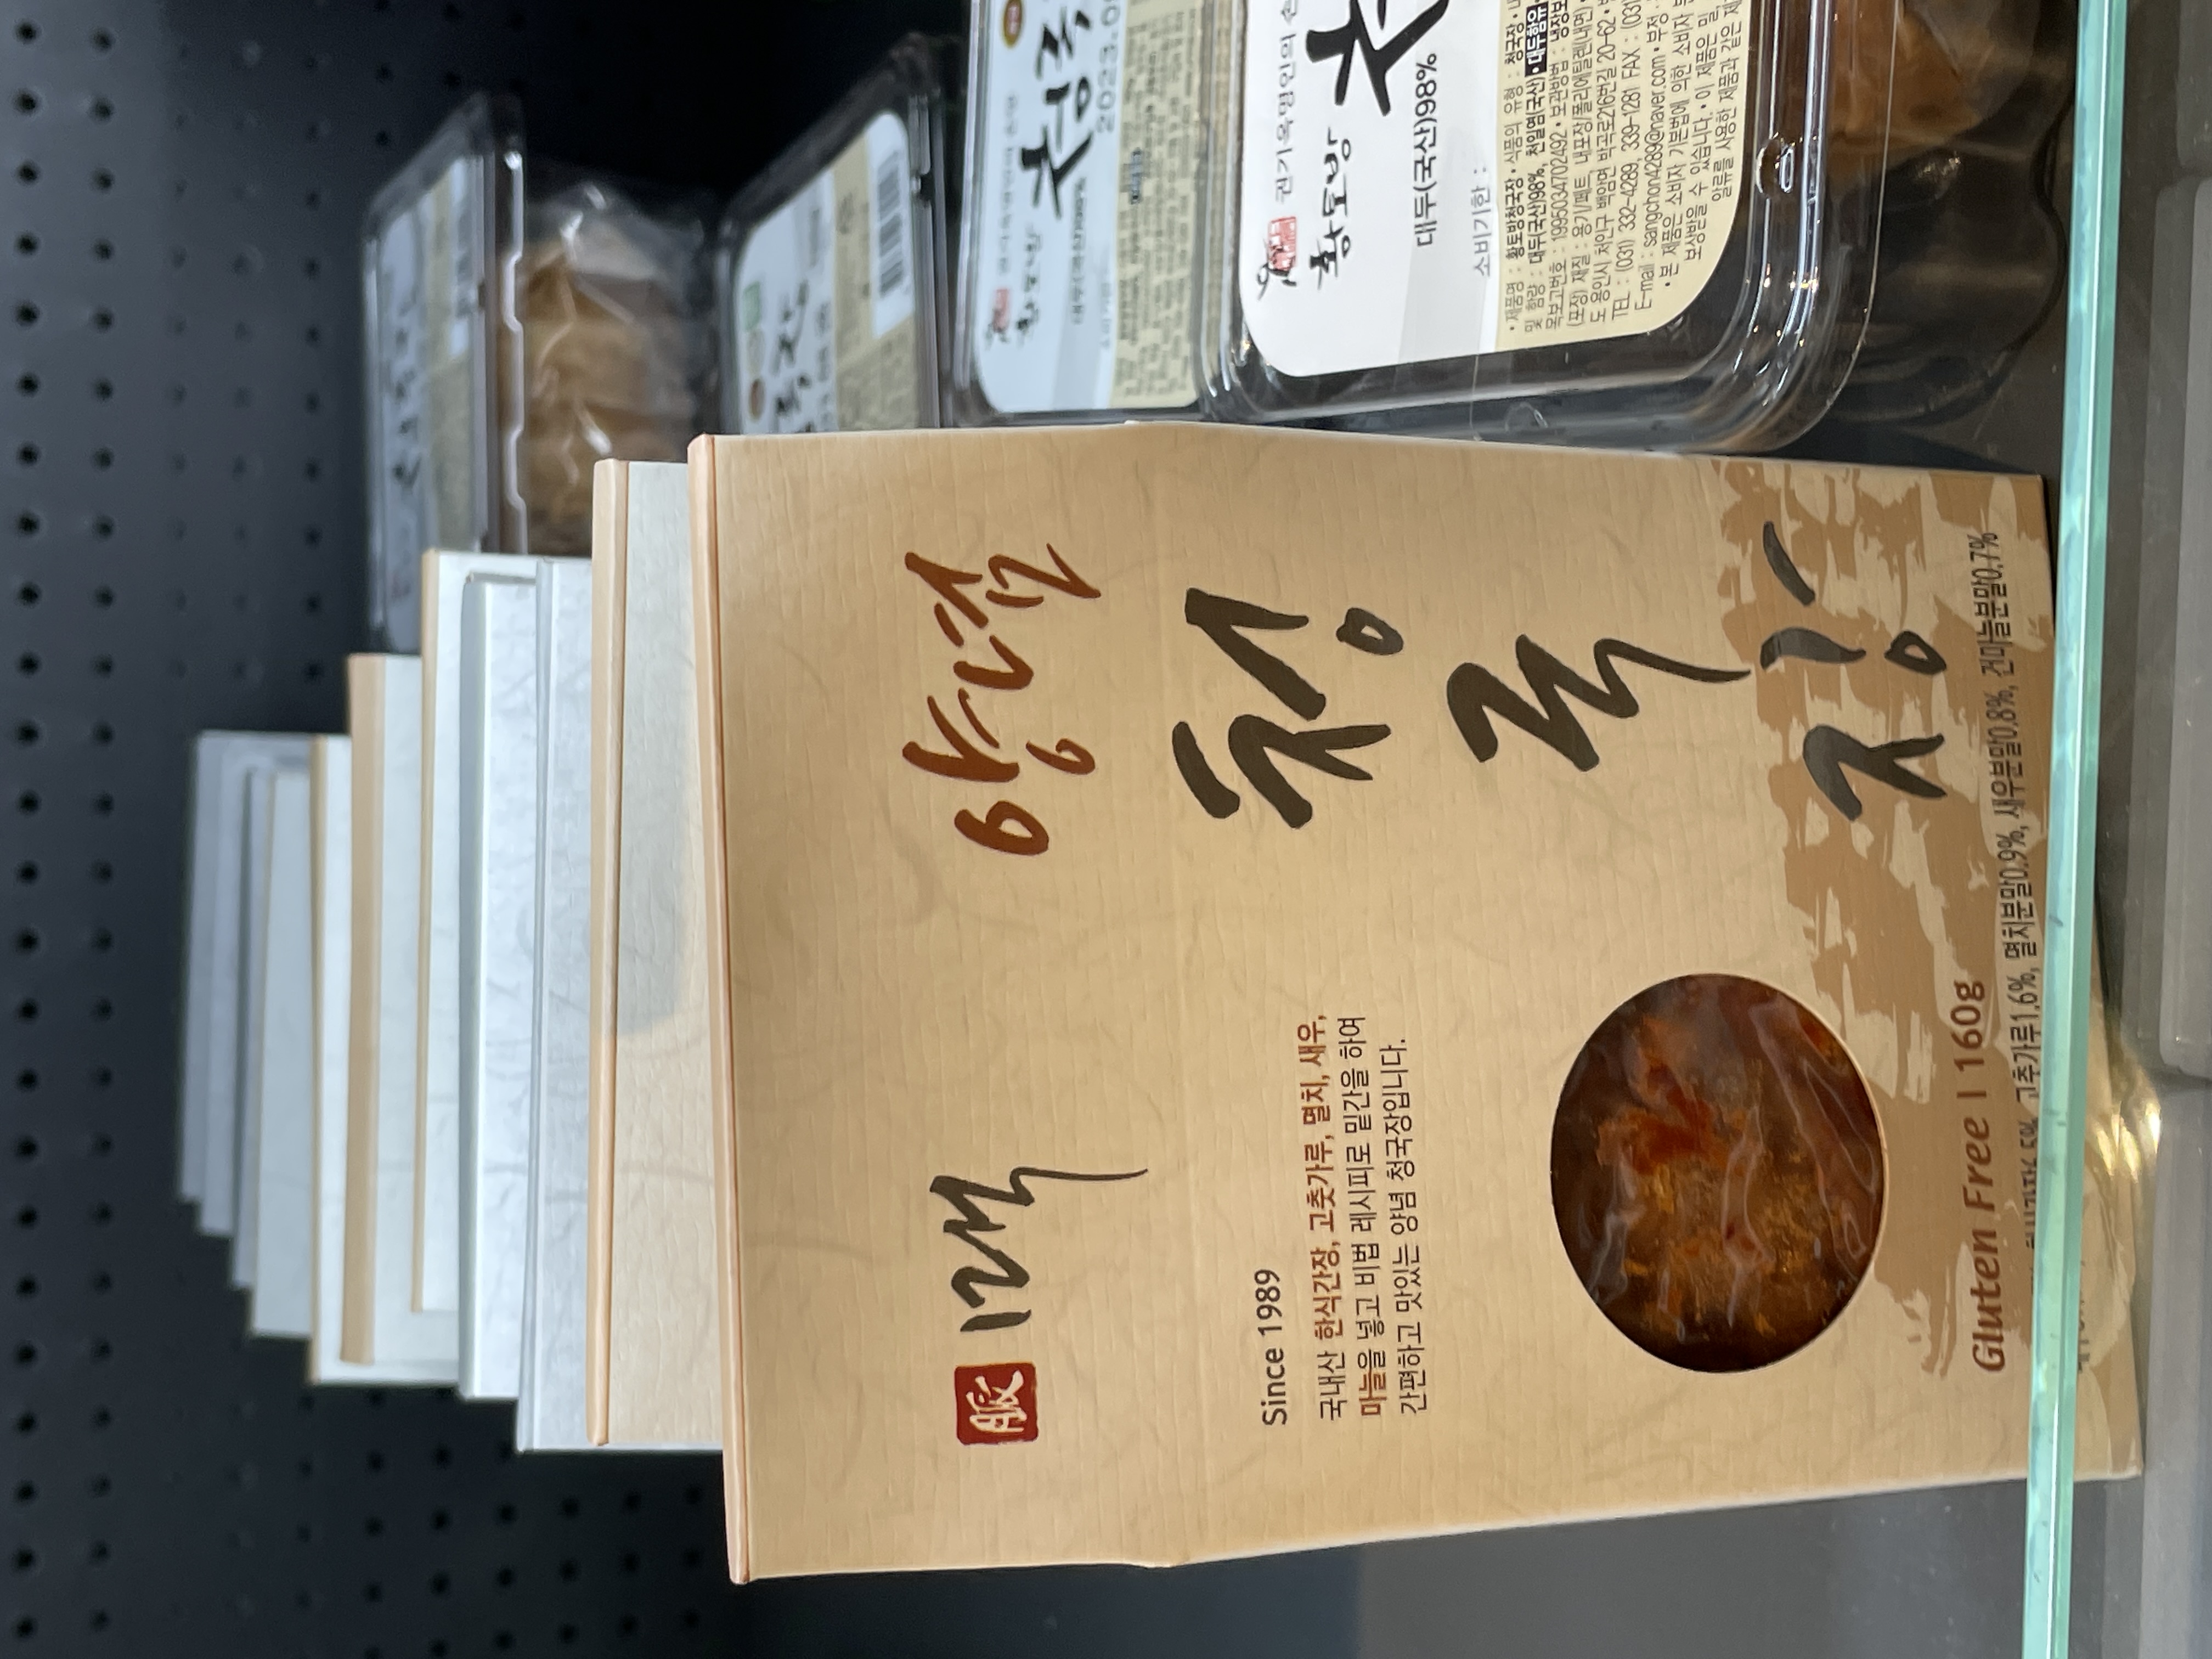 脈 맥
양념
청국장
Since 1989
국내산 한식간장, 고춧가루, 멸치, 새우,
마늘을 넣고 비법 레시피로 밑간을 하여
간편하고 맛있는 양념 청국장입니다.
Gluten Free | 160g
고춧가루1.6%, 멸치분말0.9%, 새우분말0.8%, 건마늘분말0.7%
황토방 청국
2023.0
권기옥명인의 손
황토방 청
대두(국산)98%
소비기한 :
• 제품명 : 황토방청국장 • 식품의 유형 : 청국장 • 내
및 함량 : 대두(국산)98%, 천일염(국산) • 대두함유
목보고번호 : 1995034702492 • 보관방법 : 냉장보
(포장) 재질 : 용기/페트, 내포장/폴리에틸렌(내면) •
도 용인시 처인구 백암면 박곡로216번길 20-62 •
TEL : (031) 332-4289, 339-1281 FAX : (031
E-mail : sangchon4289@naver.com • 부정 ·
• 본 제품은 소비자 기본법에 의한 소비자 분
보상받을 수 있습니다. • 이 제품은 밀,
알류를 사용한 제품과 같은 제